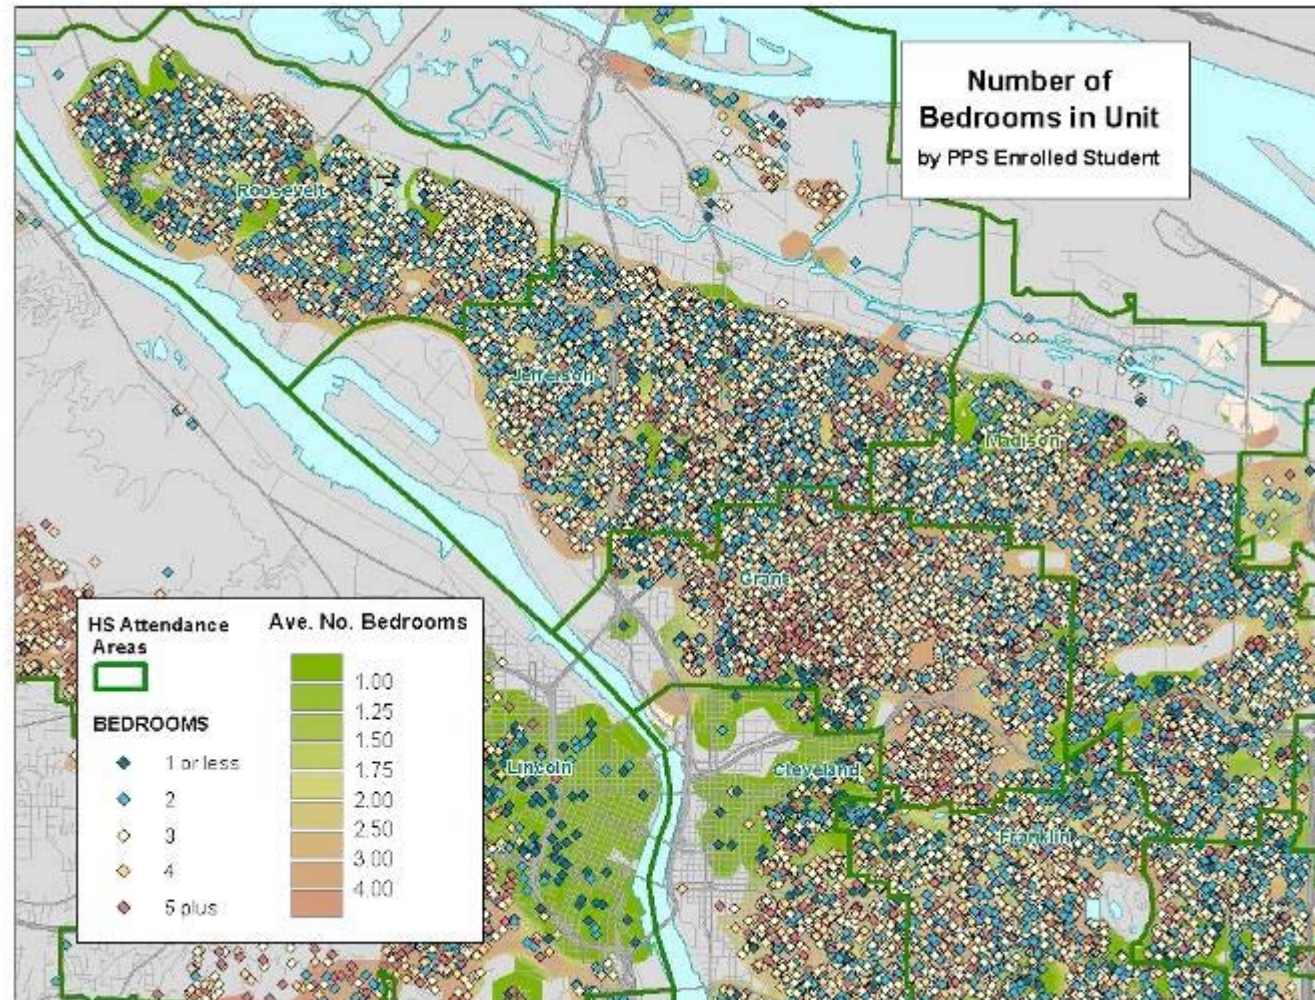 Number of
Bedrooms in Unit
by PPS Enrolled Student
Roosevelt
Jefferson
Madison
Grant
Lincoln
Cleveland
Franklin
HS Attendance
Areas
BEDROOMS
1 or less
2
3
4
5 plus
Ave. No. Bedrooms
1.00
1.25
1.50
1.75
2.00
2.50
3.00
4.00